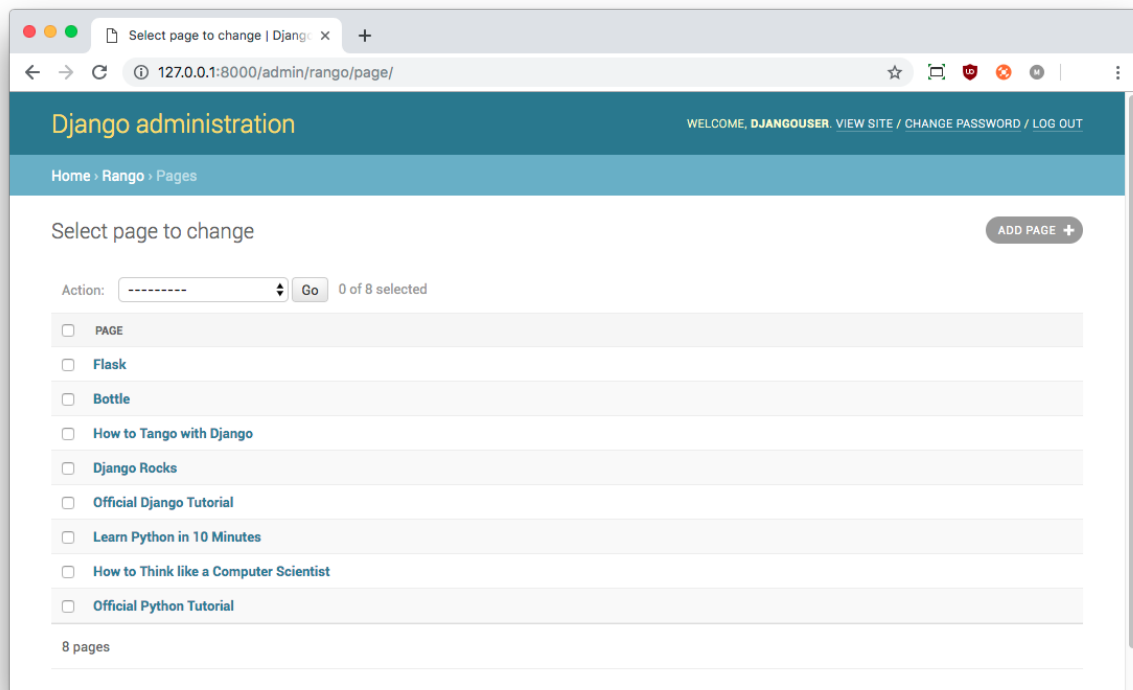 Select page to change | Djang
127.0.0.1:8000/admin/rango/page/
Django administration
WELCOME, DJANGOUSER. VIEW SITE / CHANGE PASSWORD / LOG OUT
Home › Rango › Pages
Select page to change
ADD PAGE +
Action: --------- Go 0 of 8 selected
PAGE
Flask
Bottle
How to Tango with Django
Django Rocks
Official Django Tutorial
Learn Python in 10 Minutes
How to Think like a Computer Scientist
Official Python Tutorial
8 pages